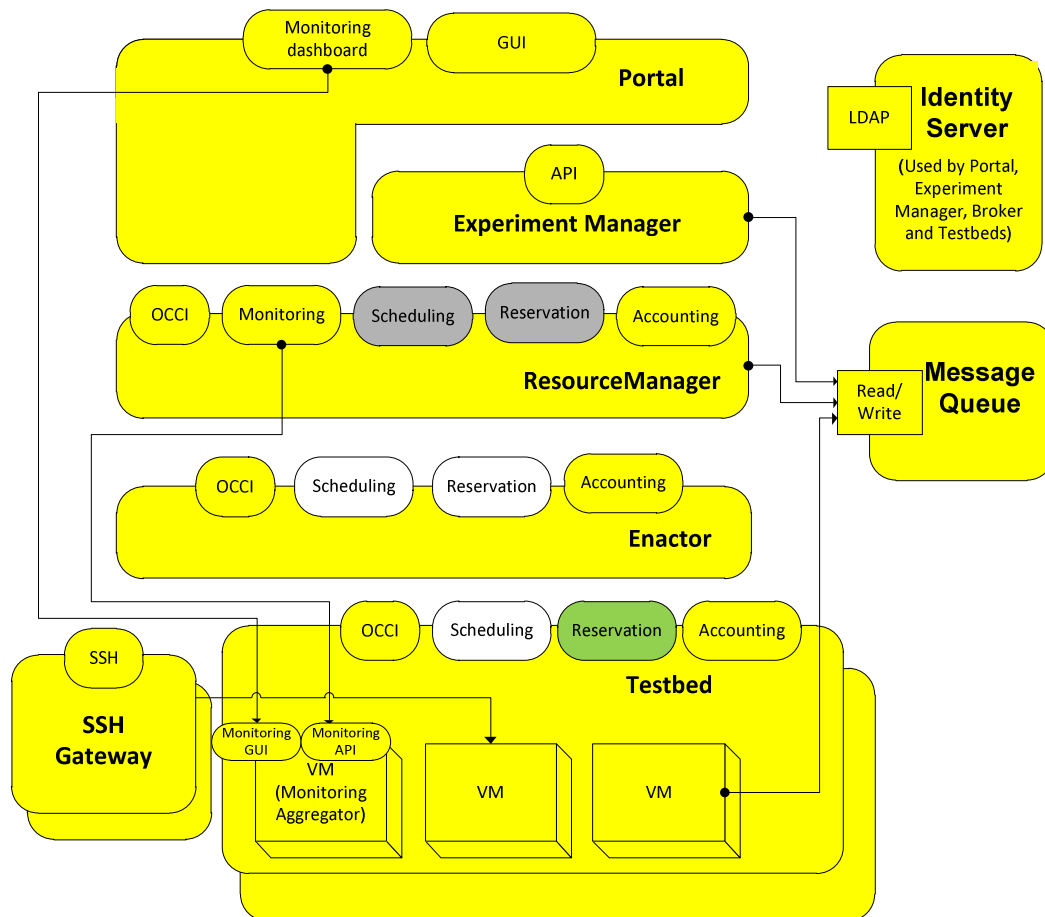 Monitoring
dashboard
GUI
Portal
LDAP
Identity
Server
(Used by Portal,
Experiment
Manager, Broker
and Testbeds)
API
Experiment Manager
OCCI
Monitoring
Scheduling
Reservation
Accounting
ResourceManager
Read/
Write
Message
Queue
OCCI
Scheduling
Reservation
Accounting
Enactor
OCCI
Scheduling
Reservation
Accounting
Testbed
SSH
SSH
Gateway
Monitoring
GUI
Monitoring
API
VM
(Monitoring
Aggregator)
VM
VM